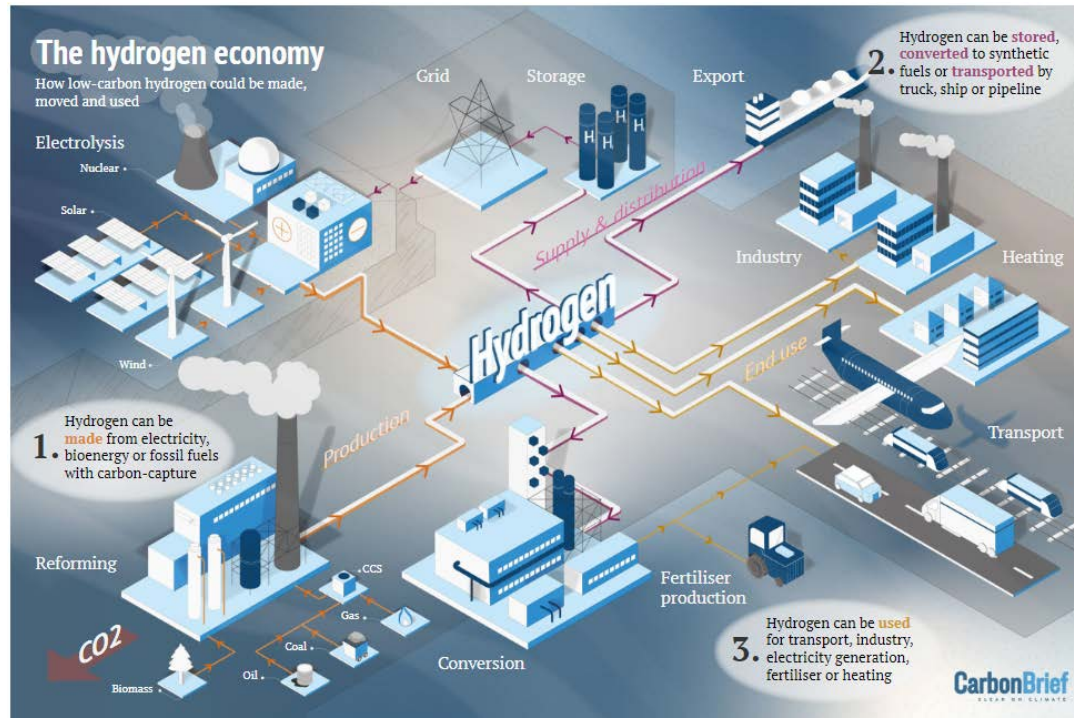 The hydrogen economy
How low-carbon hydrogen could be made,
moved and used
Grid
Storage
Export
2.
Hydrogen can be stored,
converted to synthetic
fuels or transported by
truck, ship or pipeline
Electrolysis
Nuclear
Solar
Wind
H
H
H
H
Supply & distribution
Industry
Heating
Hydrogen
End use
Production
1.
Hydrogen can be
made from electricity,
bioenergy or fossil fuels
with carbon-capture
Transport
Reforming
CCS
Gas
Coal
Oil
Biomass
CO2
Conversion
Fertiliser
production
3.
Hydrogen can be used
for transport, industry,
electricity generation,
fertiliser or heating
CarbonBrief
CLEAR ON CLIMATE